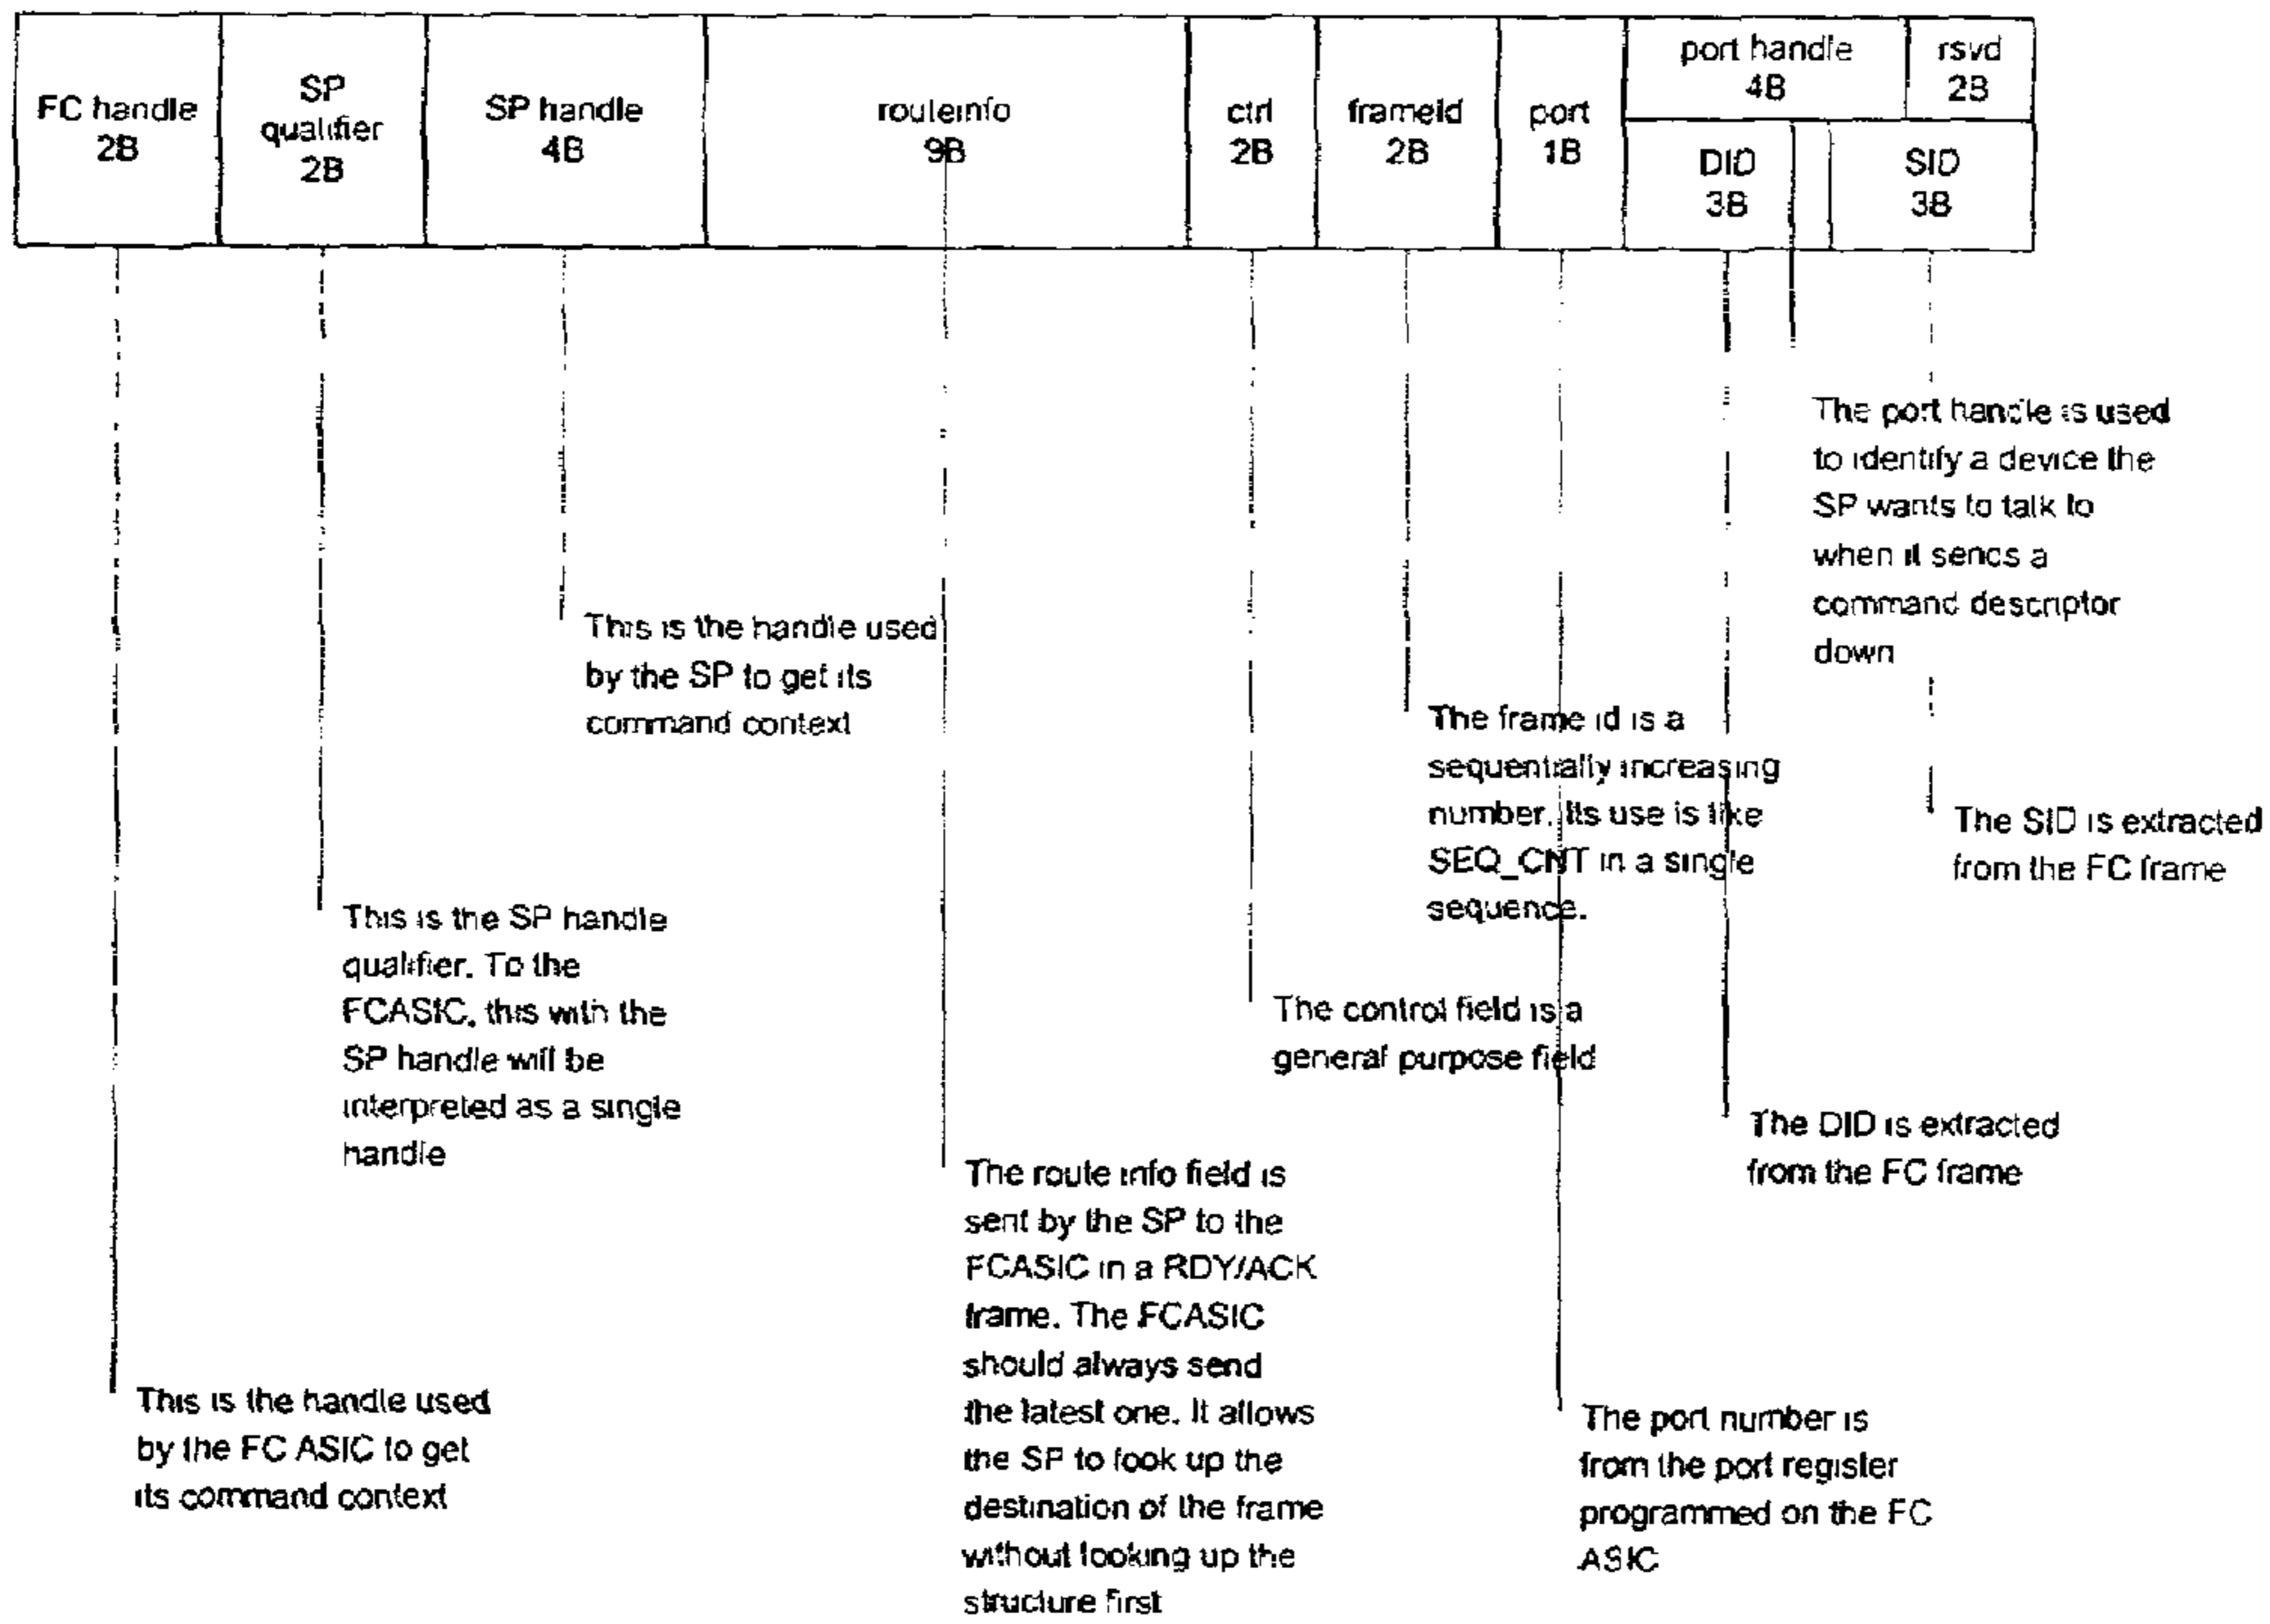 FC handle
2B
SP
qualifier
2B
SP handle
4B
routeinfo
9B
ctrl
2B
frameId
2B
port
1B
port handle
4B
rsvd
2B
DID
3B
SID
3B
The port handle is used
to identify a device the
SP wants to talk to
when it sends a
command descriptor
down
This is the handle used
by the SP to get its
command context
The frame id is a
sequentially increasing
number. Its use is like
SEQ_CNT in a single
sequence.
The SID is extracted
from the FC frame
This is the SP handle
qualifier. To the
FCASIC, this with the
SP handle will be
interpreted as a single
handle
The control field is a
general purpose field
The DID is extracted
from the FC frame
The route info field is
sent by the SP to the
FCASIC in a RDY/ACK
frame. The FCASIC
should always send
the latest one. It allows
the SP to look up the
destination of the frame
without looking up the
structure first
This is the handle used
by the FC ASIC to get
its command context
The port number is
from the port register
programmed on the FC
ASIC